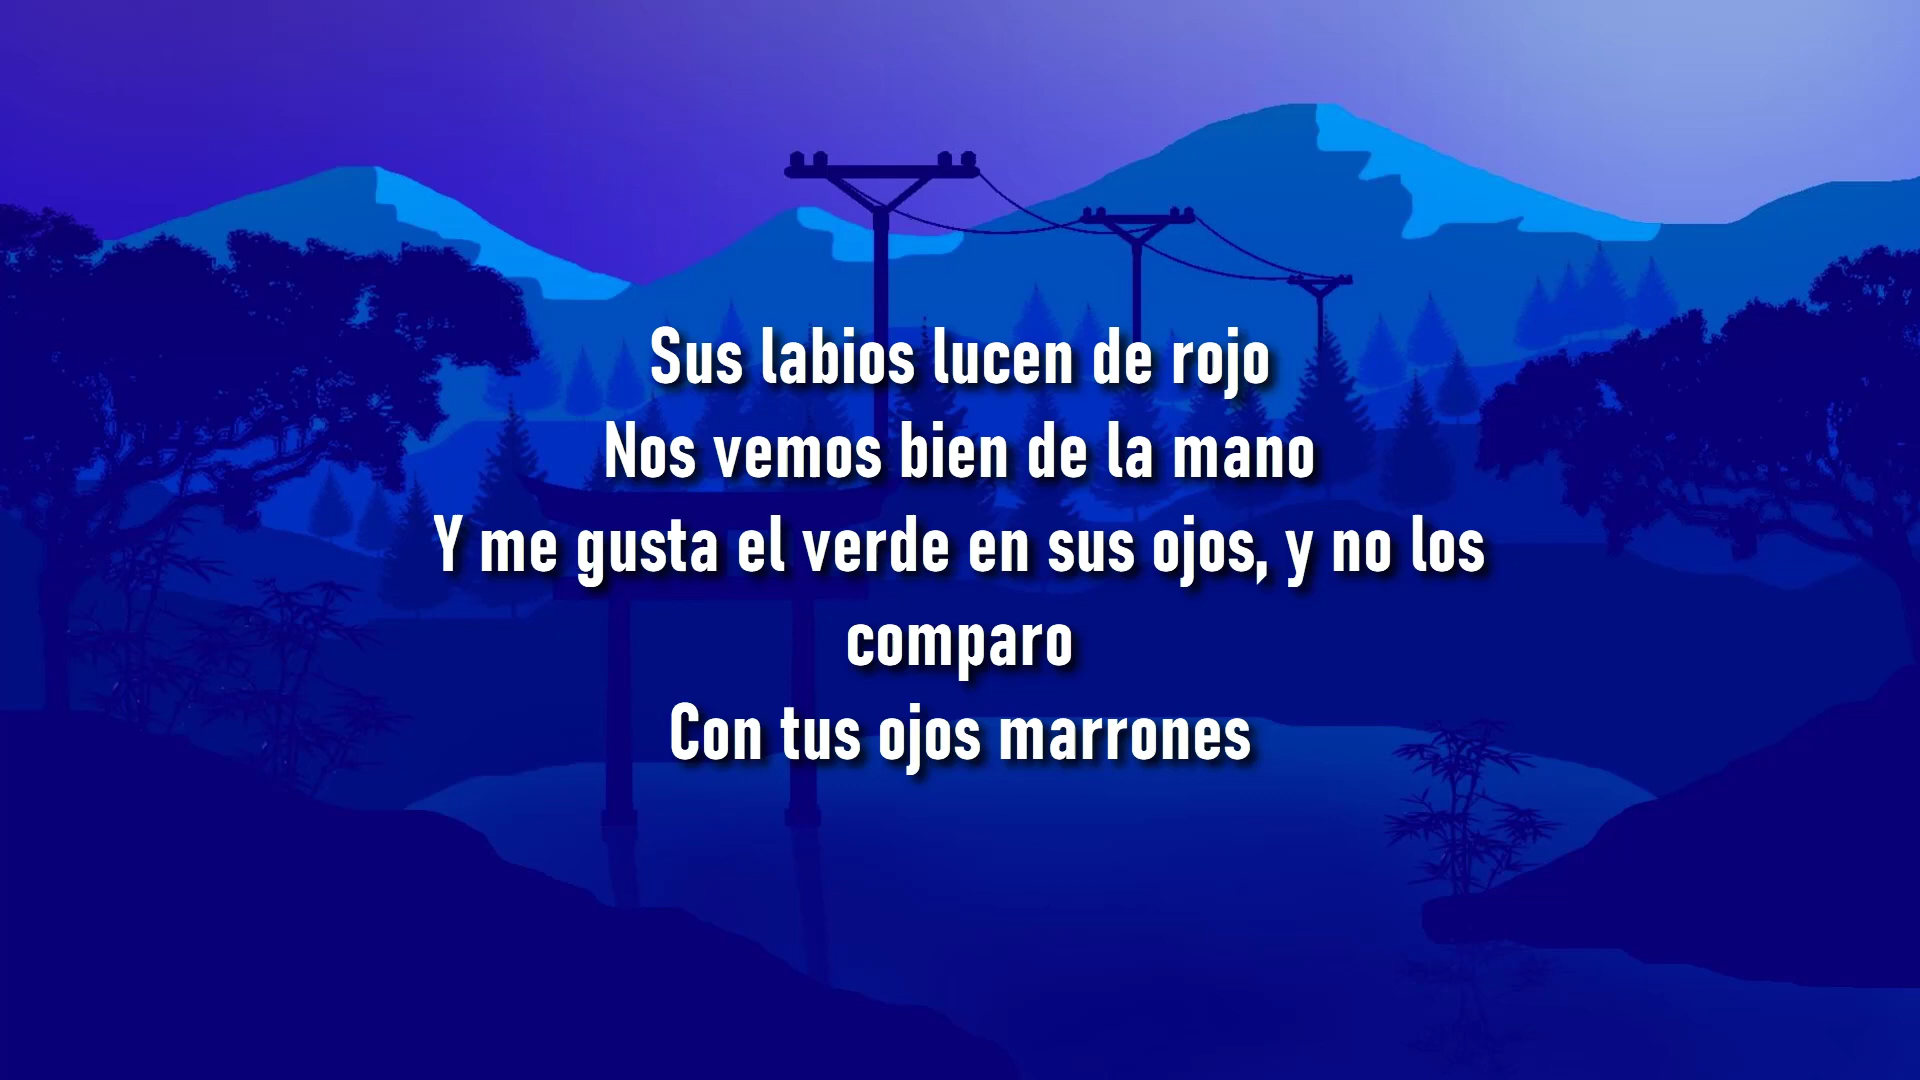 Sus labios lucen de rojo
Nos vemos bien de la mano
Y me gusta el verde en sus ojos, y no los
comparo
Con tus ojos marrones